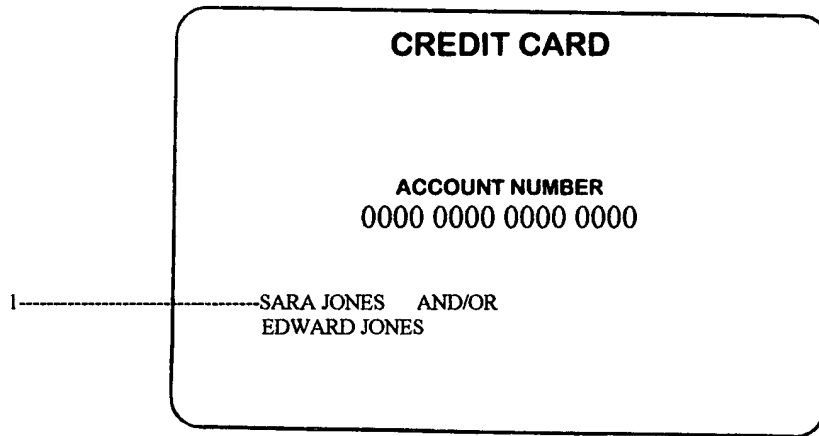 CREDIT CARD
ACCOUNT NUMBER
0000 0000 0000 0000
1 SARA JONES AND/OR
EDWARD JONES